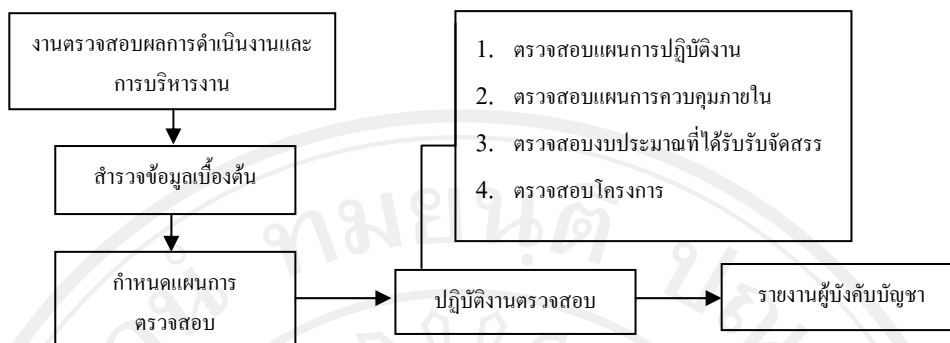 งานตรวจสอบผลการดำเนินงานและ
การบริหารงาน
สำรวจข้อมูลเบื้องต้น
กำหนดแผนการ
ตรวจสอบ
1. ตรวจสอบแผนการปฏิบัติงาน
2. ตรวจสอบแผนการควบคุมภายใน
3. ตรวจสอบงบประมาณที่ได้รับรับจัดสรร
4. ตรวจสอบโครงการ
ปฏิบัติงานตรวจสอบ
รายงานผู้บังคับบัญชา